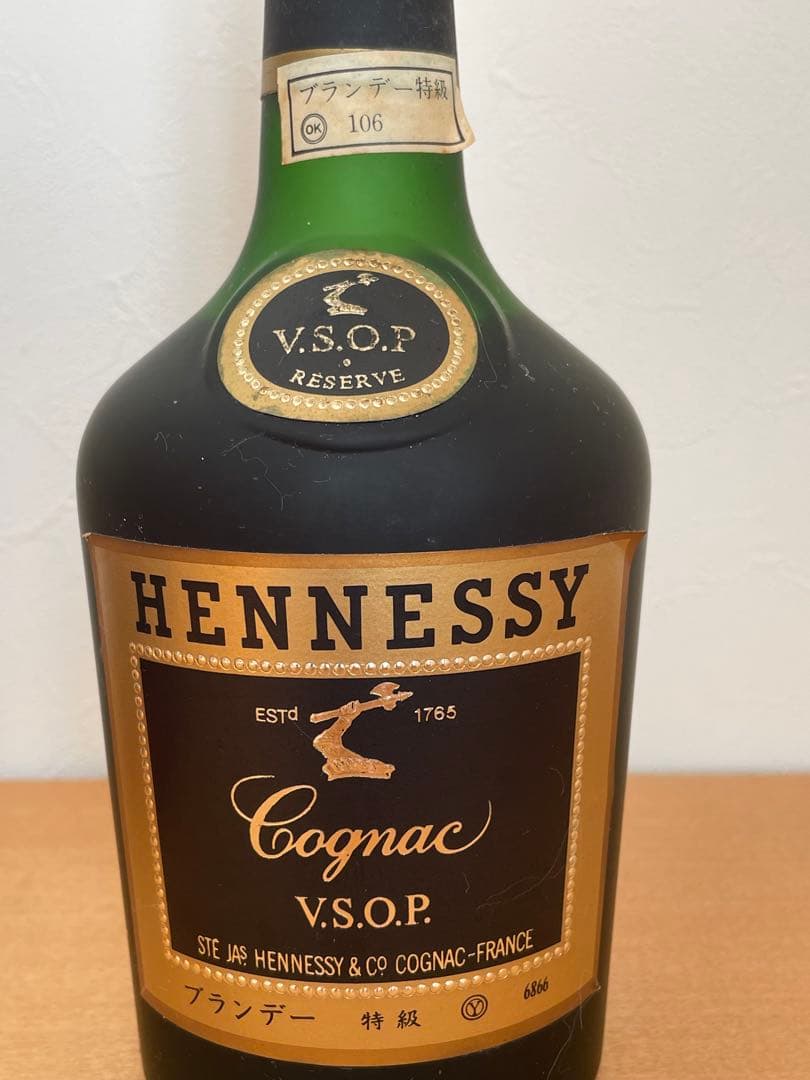 ブランデー特級
OK 106
V.S.O.P
RESERVE
HENNESSY
ESTd 1765
Cognac
V.S.O.P.
STÉ JAS HENNESSY & CO COGNAC-FRANCE
ブランデー 特級 Y 6866